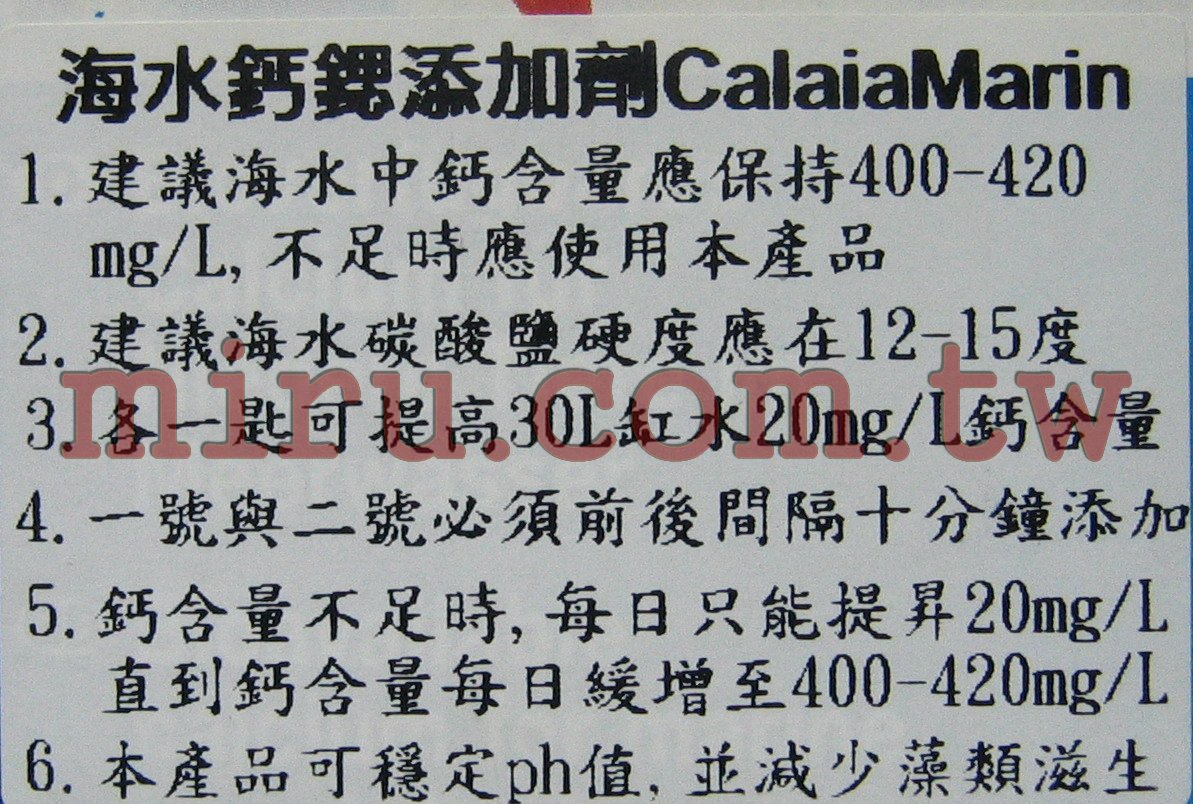 海水鈣鍶添加劑CalaiaMarin
1. 建議海水中鈣含量應保持400-420
mg/L, 不足時應使用本產品
2. 建議海水碳酸鹽硬度應在12-15度
miru.com.tw
3. 各一匙可提高30L缸水20mg/L鈣含量
4. 一號與二號必須前後間隔十分鐘添加
5. 鈣含量不足時, 每日只能提昇20mg/L
直到鈣含量每日緩增至400-420mg/L
6. 本產品可穩定ph值, 並減少藻類滋生